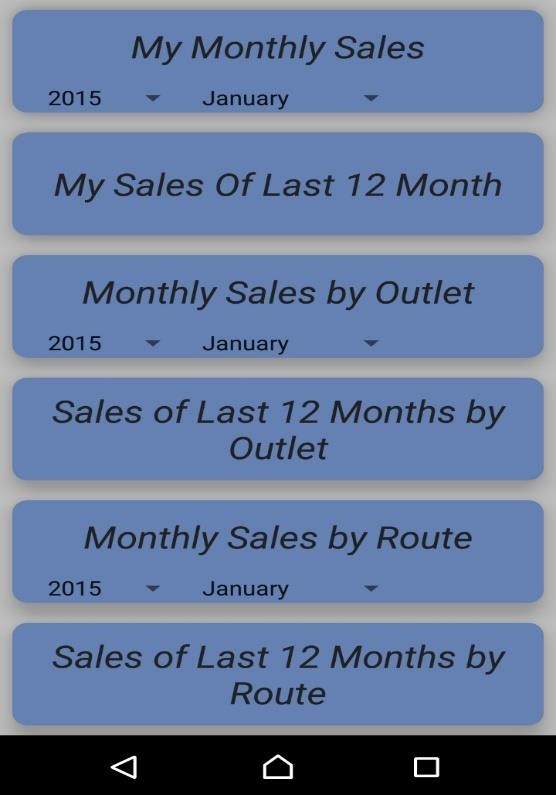 My Monthly Sales
2015 January
My Sales Of Last 12 Month
Monthly Sales by Outlet
2015 January
Sales of Last 12 Months by
Outlet
Monthly Sales by Route
2015 January
Sales of Last 12 Months by
Route